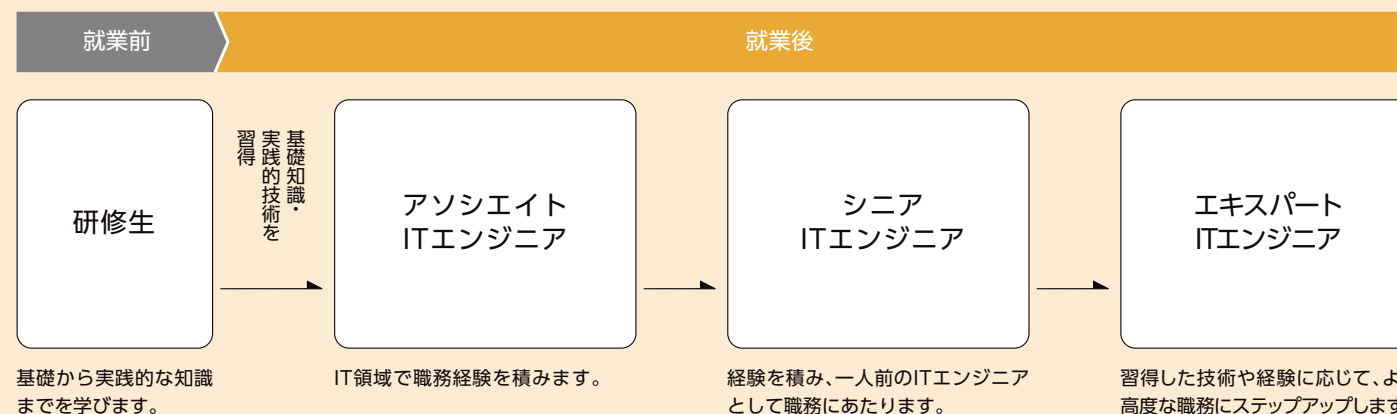 就業前
就業後
研修生
基礎知識・
実践的技術を
習得
アソシエイト
ITエンジニア
シニア
ITエンジニア
エキスパート
ITエンジニア
基礎から実践的な知識
までを学びます。
IT領域で職務経験を積みます。
経験を積み、一人前のITエンジニア
として職務にあたります。
習得した技術や経験に応じて、よ
高度な職務にステップアップします